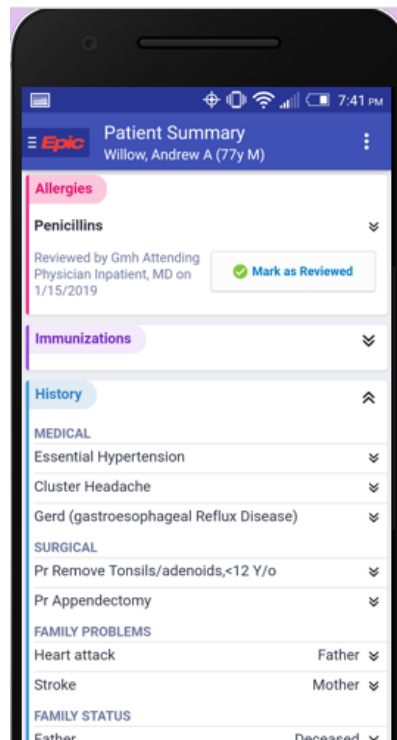 7:41 PM
Epic
Patient Summary
Willow, Andrew A (77y M)
Allergies
Penicillins
Reviewed by Gmh Attending
Physician Inpatient, MD on
1/15/2019
Mark as Reviewed
Immunizations
History
MEDICAL
Essential Hypertension
Cluster Headache
Gerd (gastroesophageal Reflux Disease)
SURGICAL
Pr Remove Tonsils/adenoids,<12 Y/o
Pr Appendectomy
FAMILY PROBLEMS
Heart attack Father
Stroke Mother
FAMILY STATUS
Father Deceased